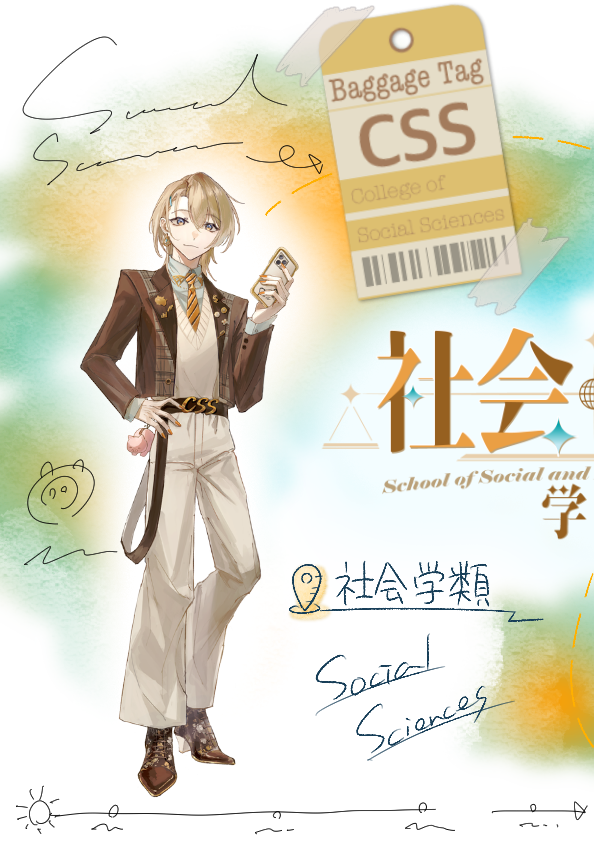 Social
Baggage Tag
CSS
College of
Social Sciences
CSS
社会
School of Social and
学
社会学類
Social
Sciences